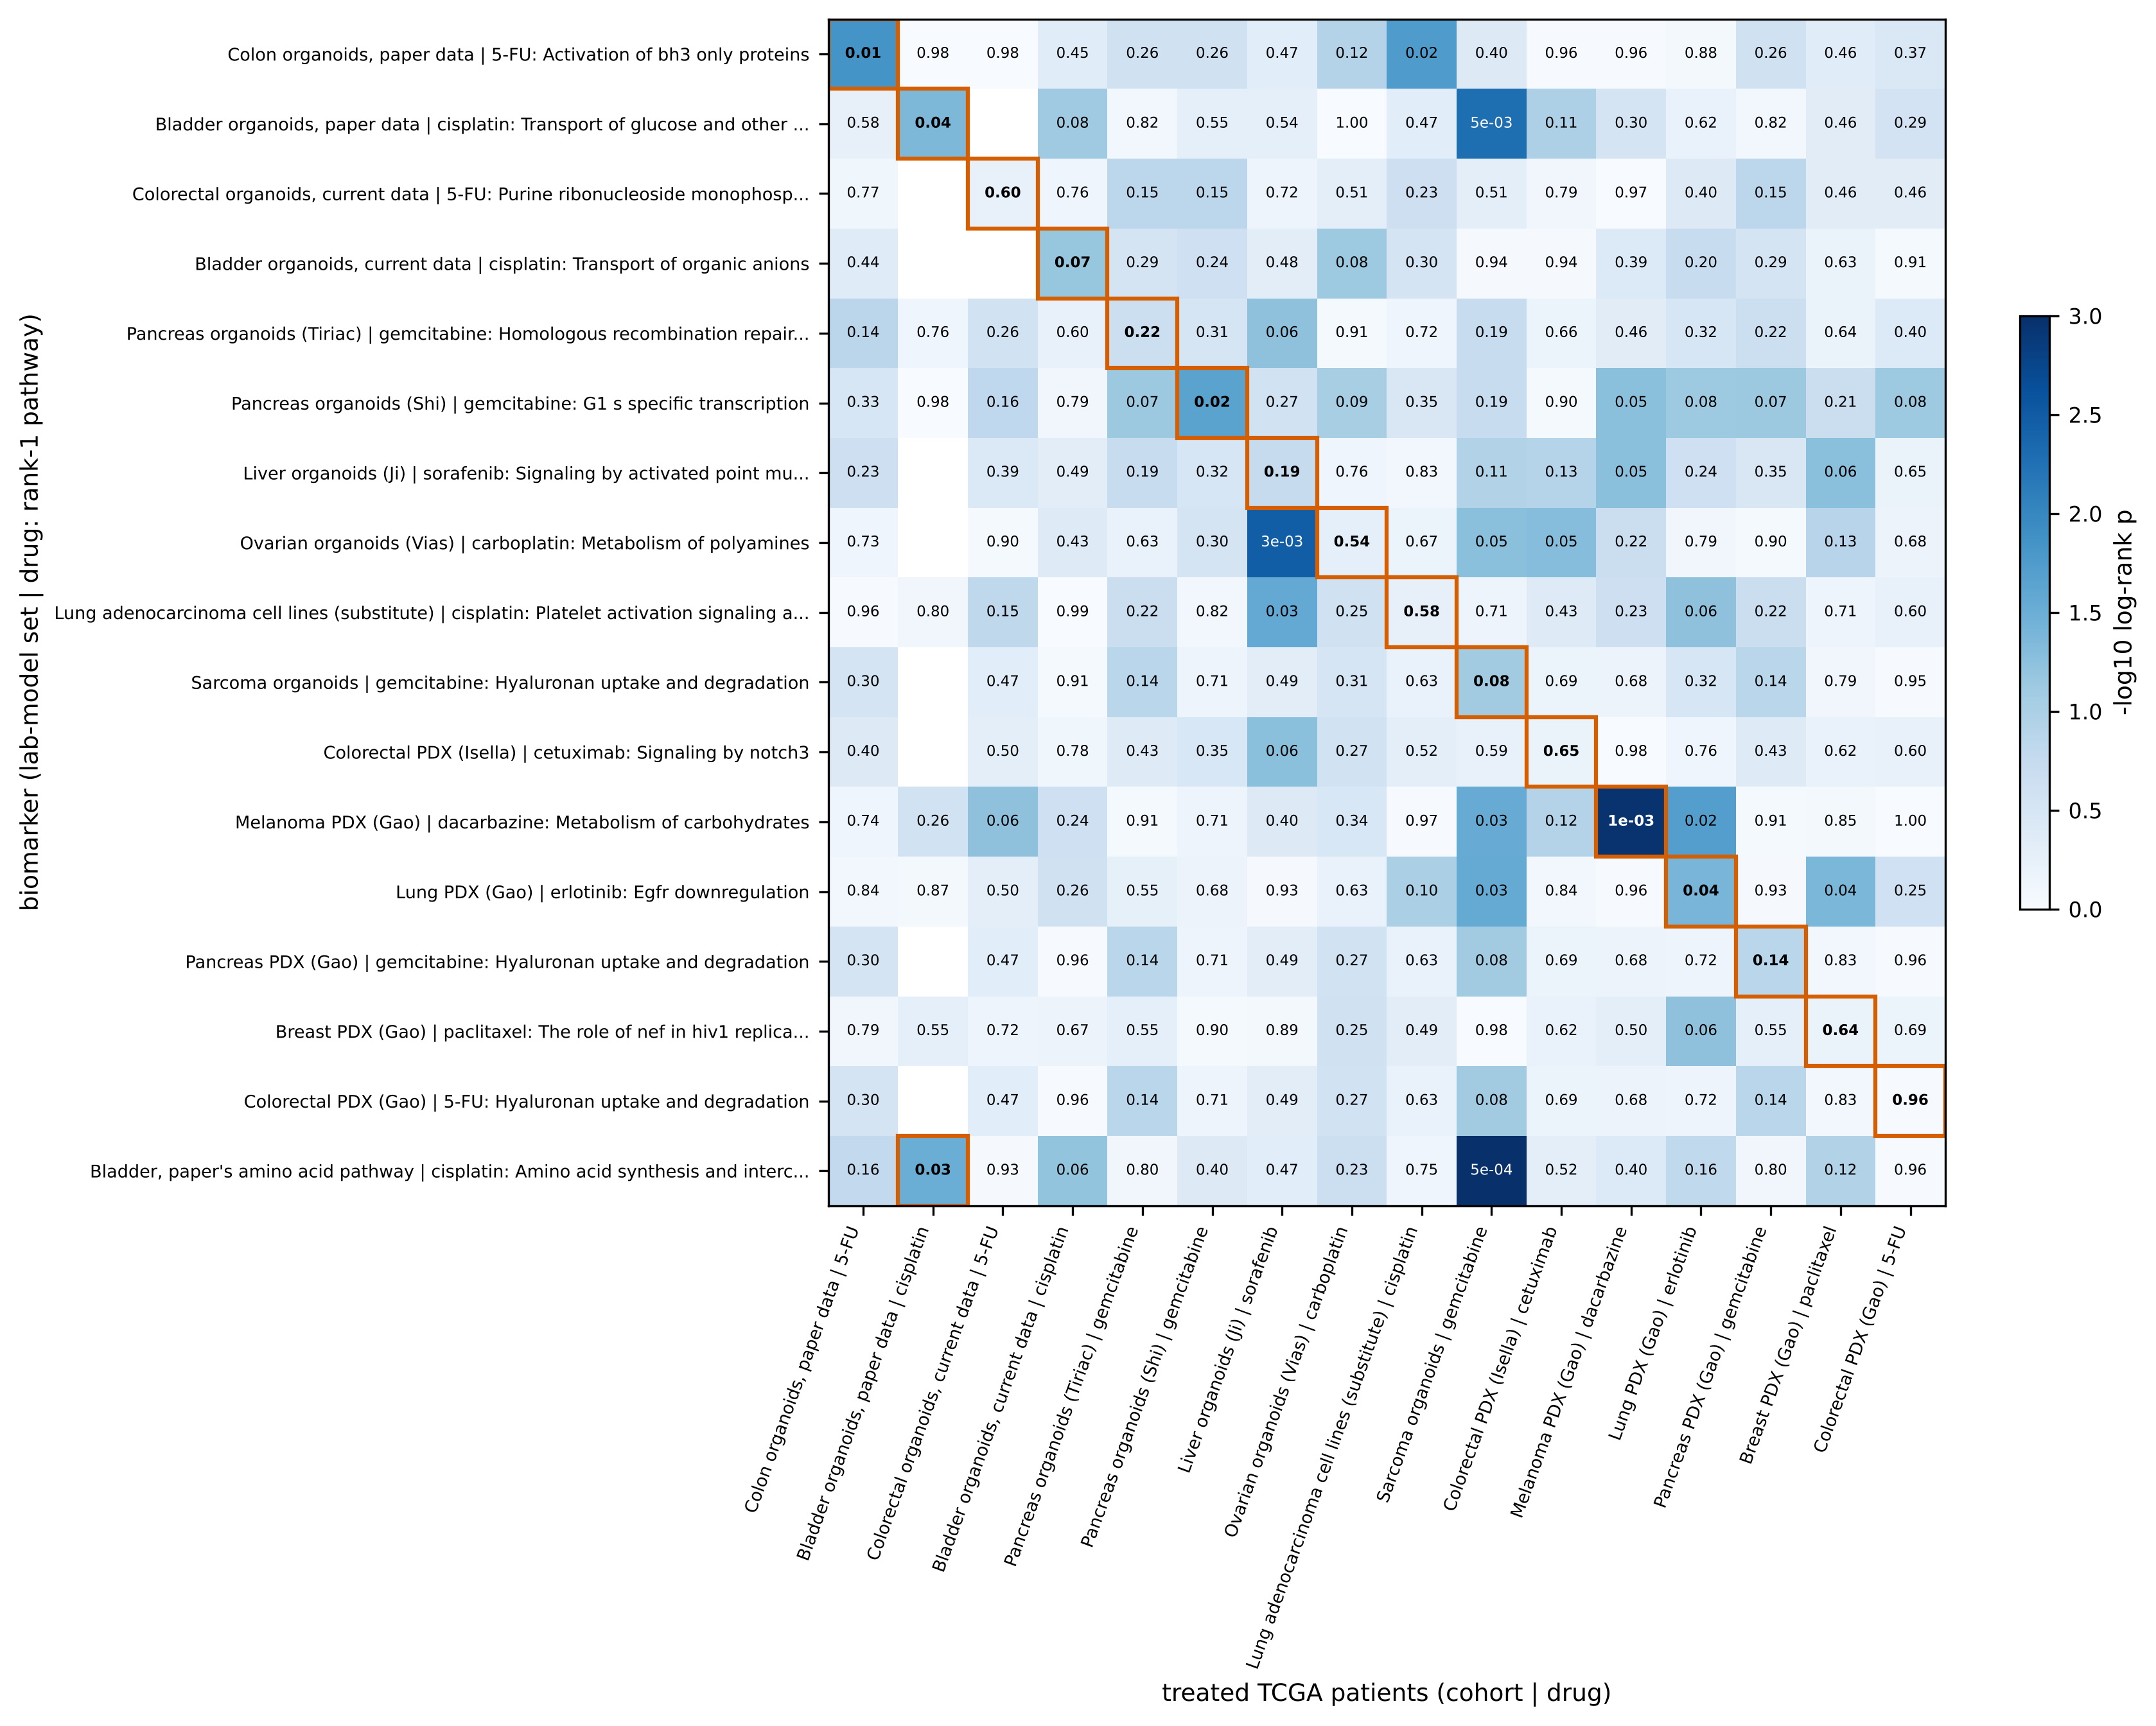 Colon organoids, paper data | 5-FU: Activation of bh3 only proteins 0.01 0.98 0.98 0.45 0.26 0.26 0.47 0.12 0.02 0.40 0.96 0.96 0.88 0.26 0.46 0.37
Bladder organoids, paper data | cisplatin: Transport of glucose and other ... 0.58 0.04 0.08 0.82 0.55 0.54 1.00 0.47 5e-03 0.11 0.30 0.62 0.82 0.46 0.29
Colorectal organoids, current data | 5-FU: Purine ribonucleoside monophosp... 0.77 0.60 0.76 0.15 0.15 0.72 0.51 0.23 0.51 0.79 0.97 0.40 0.15 0.46 0.46
Bladder organoids, current data | cisplatin: Transport of organic anions 0.44 0.07 0.29 0.24 0.48 0.08 0.30 0.94 0.94 0.39 0.20 0.29 0.63 0.91
Pancreas organoids (Tiriac) | gemcitabine: Homologous recombination repair... 0.14 0.76 0.26 0.60 0.22 0.31 0.06 0.91 0.72 0.19 0.66 0.46 0.32 0.22 0.64 0.40
Pancreas organoids (Shi) | gemcitabine: G1 s specific transcription 0.33 0.98 0.16 0.79 0.07 0.02 0.27 0.09 0.35 0.19 0.90 0.05 0.08 0.07 0.21 0.08
Liver organoids (Ji) | sorafenib: Signaling by activated point mu... 0.23 0.39 0.49 0.19 0.32 0.19 0.76 0.83 0.11 0.13 0.05 0.24 0.35 0.06 0.65
Ovarian organoids (Vias) | carboplatin: Metabolism of polyamines 0.73 0.90 0.43 0.63 0.30 3e-03 0.54 0.67 0.05 0.05 0.22 0.79 0.90 0.13 0.68
Lung adenocarcinoma cell lines (substitute) | cisplatin: Platelet activation signaling a... 0.96 0.80 0.15 0.99 0.22 0.82 0.03 0.25 0.58 0.71 0.43 0.23 0.06 0.22 0.71 0.60
Sarcoma organoids | gemcitabine: Hyaluronan uptake and degradation 0.30 0.47 0.91 0.14 0.71 0.49 0.31 0.63 0.08 0.69 0.68 0.32 0.14 0.79 0.95
Colorectal PDX (Isella) | cetuximab: Signaling by notch3 0.40 0.50 0.78 0.43 0.35 0.06 0.27 0.52 0.59 0.65 0.98 0.76 0.43 0.62 0.60
Melanoma PDX (Gao) | dacarbazine: Metabolism of carbohydrates 0.74 0.26 0.06 0.24 0.91 0.71 0.40 0.34 0.97 0.03 0.12 1e-03 0.02 0.91 0.85 1.00
Lung PDX (Gao) | erlotinib: Egfr downregulation 0.84 0.87 0.50 0.26 0.55 0.68 0.93 0.63 0.10 0.03 0.84 0.96 0.04 0.93 0.04 0.25
Pancreas PDX (Gao) | gemcitabine: Hyaluronan uptake and degradation 0.30 0.47 0.96 0.14 0.71 0.49 0.27 0.63 0.08 0.69 0.68 0.72 0.14 0.83 0.96
Breast PDX (Gao) | paclitaxel: The role of nef in hiv1 replica... 0.79 0.55 0.72 0.67 0.55 0.90 0.89 0.25 0.49 0.98 0.62 0.50 0.06 0.55 0.64 0.69
Colorectal PDX (Gao) | 5-FU: Hyaluronan uptake and degradation 0.30 0.47 0.96 0.14 0.71 0.49 0.27 0.63 0.08 0.69 0.68 0.72 0.14 0.83 0.96
Bladder, paper's amino acid pathway | cisplatin: Amino acid synthesis and interc... 0.16 0.03 0.93 0.06 0.80 0.40 0.47 0.23 0.75 5e-04 0.52 0.40 0.16 0.80 0.12 0.96
biomarker (lab-model set | drug: rank-1 pathway)
Colon organoids, paper data | 5-FU
Bladder organoids, paper data | cisplatin
Colorectal organoids, current data | 5-FU
Bladder organoids, current data | cisplatin
Pancreas organoids (Tiriac) | gemcitabine
Pancreas organoids (Shi) | gemcitabine
Liver organoids (Ji) | sorafenib
Ovarian organoids (Vias) | carboplatin
Lung adenocarcinoma cell lines (substitute) | cisplatin
Sarcoma organoids | gemcitabine
Colorectal PDX (Isella) | cetuximab
Melanoma PDX (Gao) | dacarbazine
Lung PDX (Gao) | erlotinib
Pancreas PDX (Gao) | gemcitabine
Breast PDX (Gao) | paclitaxel
Colorectal PDX (Gao) | 5-FU
treated TCGA patients (cohort | drug)
3.0
2.5
2.0
1.5
1.0
0.5
0.0
-log10 log-rank p